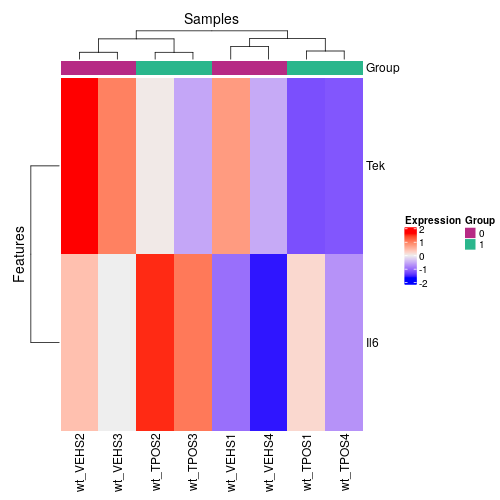 Samples
Group
Tek
Features
Il6
Expression
2
1
0
-1
-2
Group
0
1
wt_VEHS2
wt_VEHS3
wt_TPOS2
wt_TPOS3
wt_VEHS1
wt_VEHS4
wt_TPOS1
wt_TPOS4